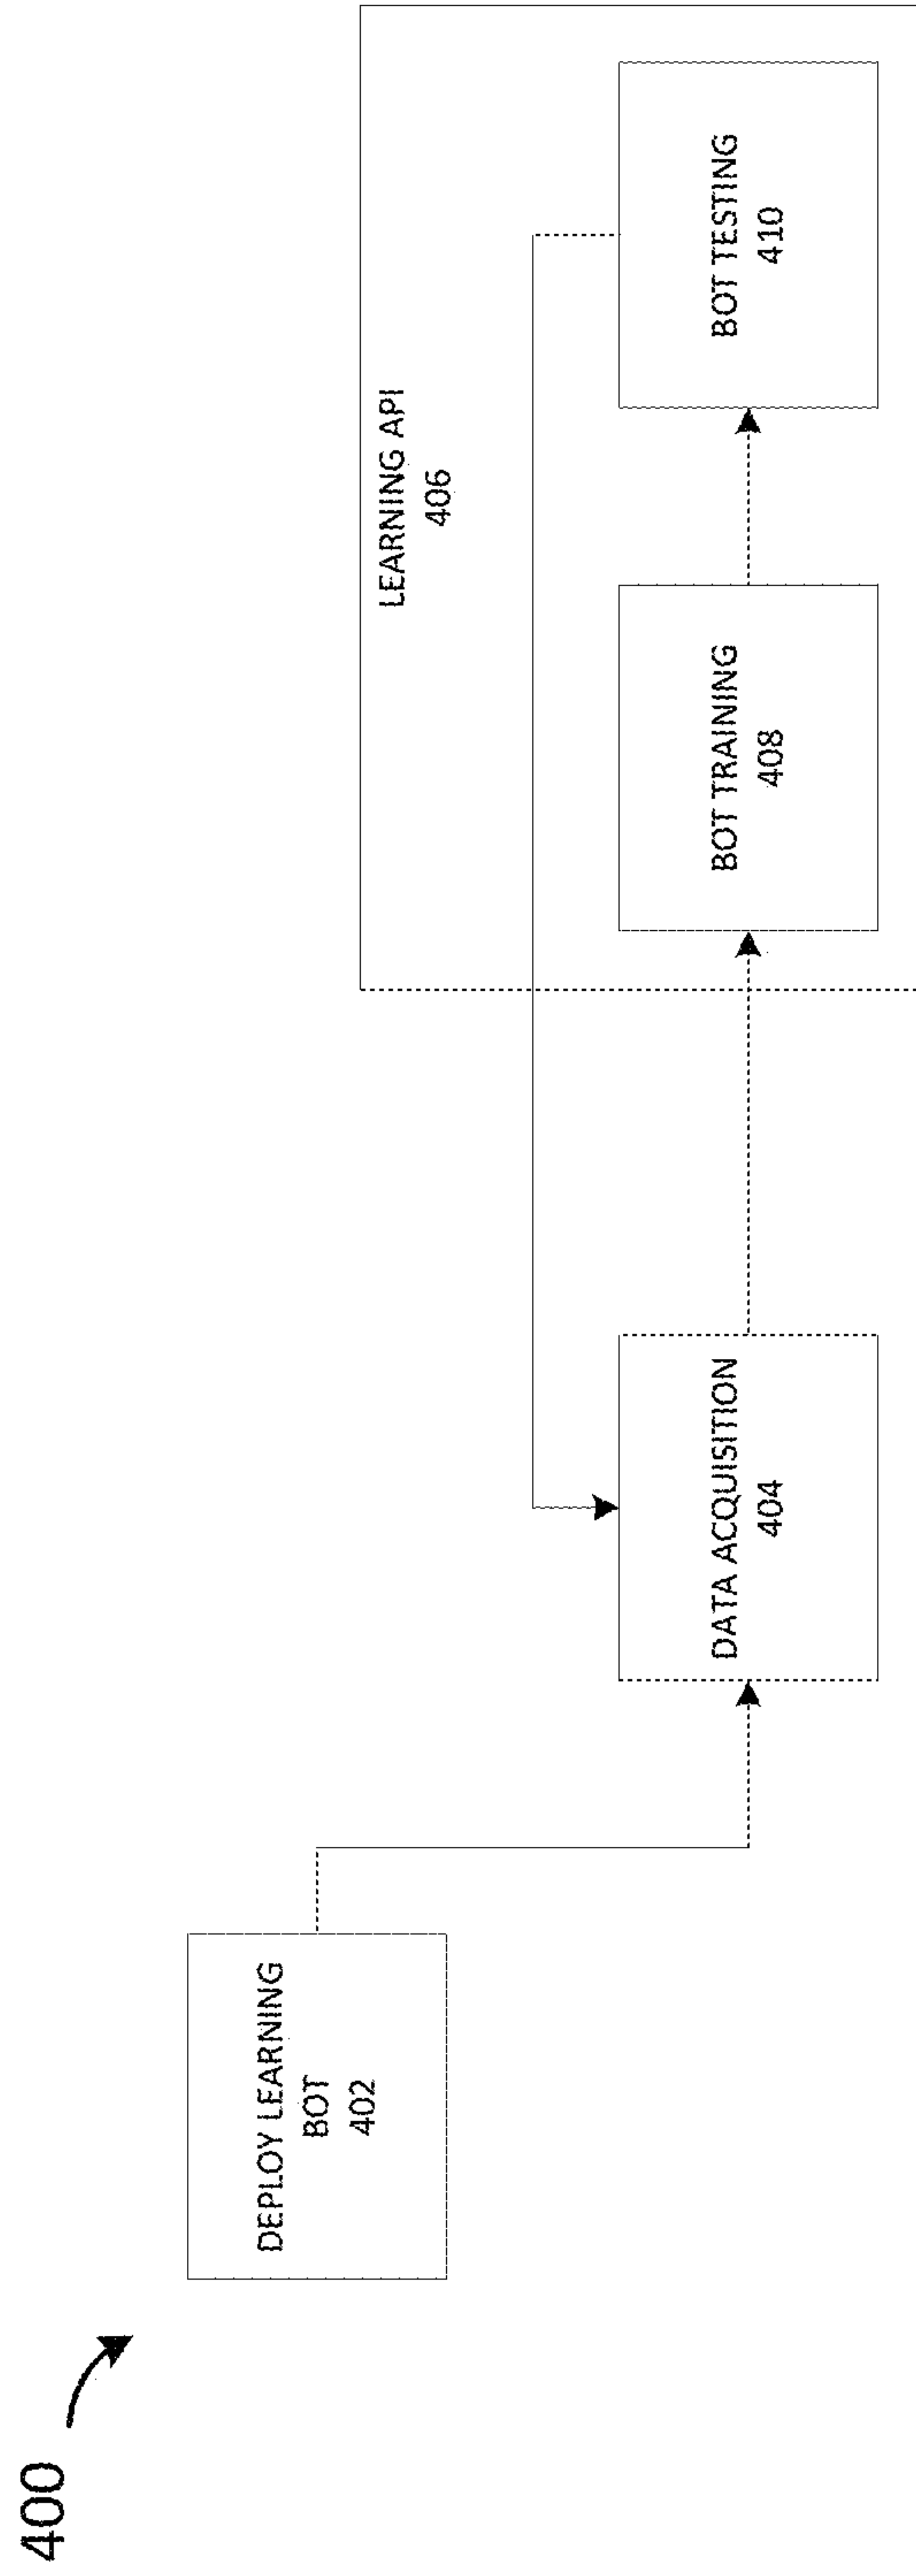 400
DEPLOY LEARNING
BOT
402
DATA ACQUISITION
404
LEARNING API
406
BOT TRAINING
408
BOT TESTING
410